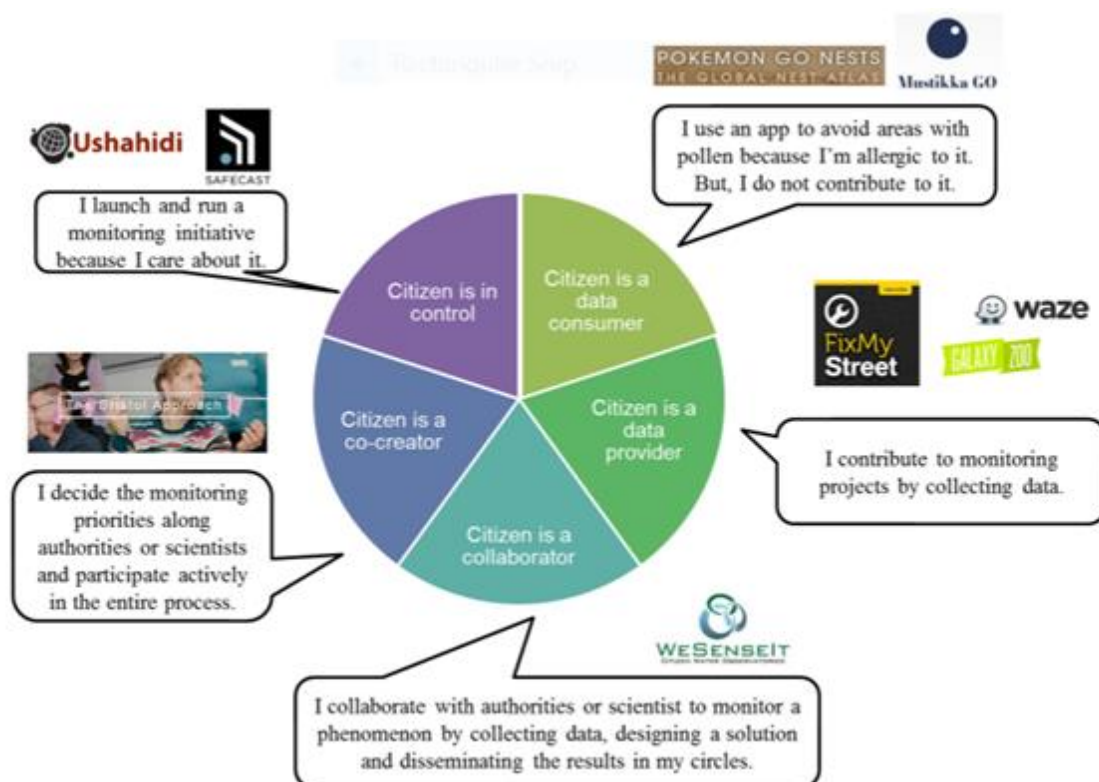 Rectangular Snip
POKEMON GO NESTS
THE GLOBAL NEST ATLAS
Mustikka GO
I use an app to avoid areas with
pollen because I'm allergic to it.
But, I do not contribute to it.
Ushahidi
SAFECAST
I launch and run a
monitoring initiative
because I care about it.
Citizen is in
control
Citizen is a
data
consumer
FixMy
Street
waze
GALAXY ZOO
The Bristol Approach
Citizen is a
co-creator
Citizen is a
data
provider
I contribute to monitoring
projects by collecting data.
I decide the monitoring
priorities along
authorities or scientists
and participate actively
in the entire process.
Citizen is a
collaborator
WESENSEIT
CITIZEN WATER OBSERVATORIES
I collaborate with authorities or scientist to monitor a
phenomenon by collecting data, designing a solution
and disseminating the results in my circles.